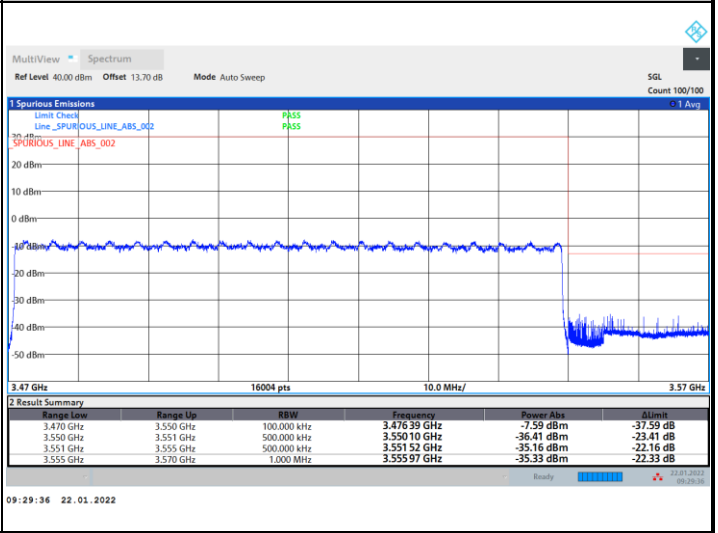 MultiView Spectrum
Ref Level 40.00 dBm Offset 13.70 dB Mode Auto Sweep SGL
Count 100/100
1 Spurious Emissions 1 Avg
Limit Check PASS
Line _SPURIOUS_LINE_ABS_002 PASS
30 dBm
_SPURIOUS_LINE_ABS_002
20 dBm
10 dBm
0 dBm
-10 dBm
-20 dBm
-30 dBm
-40 dBm
-50 dBm
3.47 GHz 16004 pts 10.0 MHz/ 3.57 GHz
2 Result Summary
Range Low Range Up RBW Frequency Power Abs ΔLimit
3.470 GHz 3.550 GHz 100.000 kHz 3.47639 GHz -7.59 dBm -37.59 dB
3.550 GHz 3.551 GHz 500.000 kHz 3.55010 GHz -36.41 dBm -23.41 dB
3.551 GHz 3.555 GHz 500.000 kHz 3.55152 GHz -35.16 dBm -22.16 dB
3.555 GHz 3.570 GHz 1.000 MHz 3.55597 GHz -35.33 dBm -22.33 dB
Ready 22.01.2022
09:29:36
09:29:36 22.01.2022